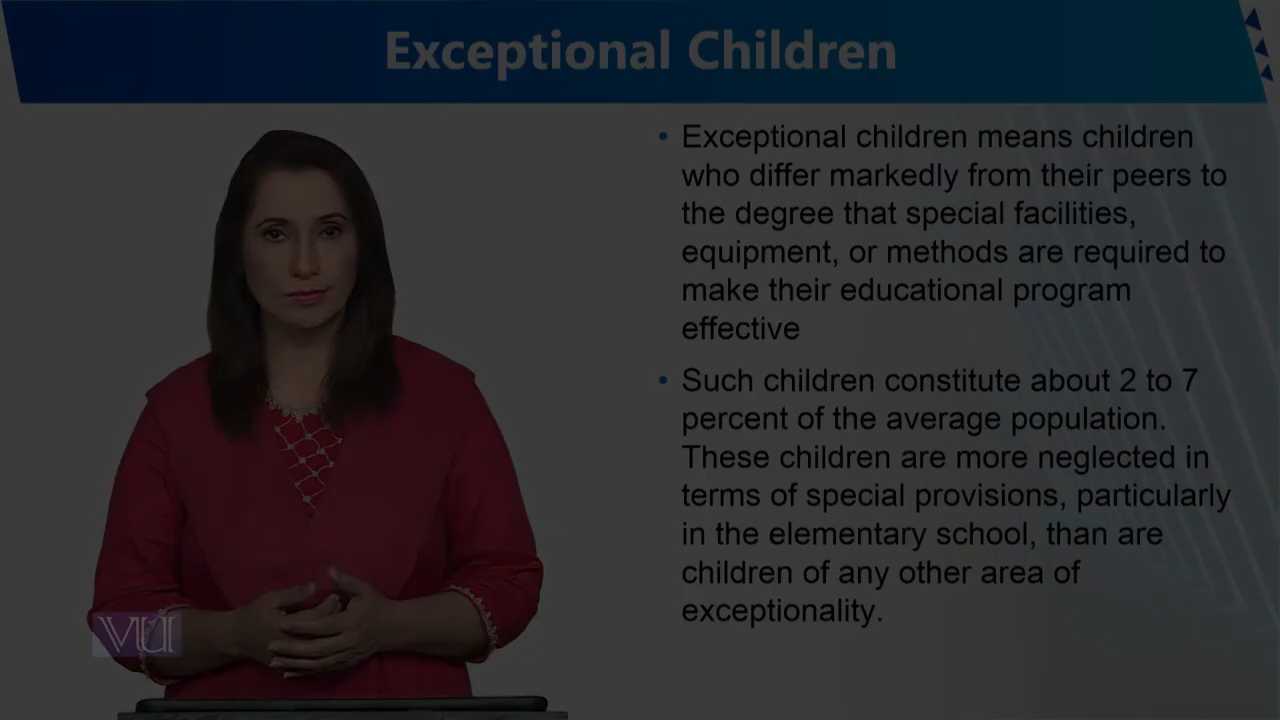 Exceptional Children
• Exceptional children means children
who differ markedly from their peers to
the degree that special facilities,
equipment, or methods are required to
make their educational program
effective
• Such children constitute about 2 to 7
percent of the average population.
These children are more neglected in
terms of special provisions, particularly
in the elementary school, than are
children of any other area of
exceptionality.
VU